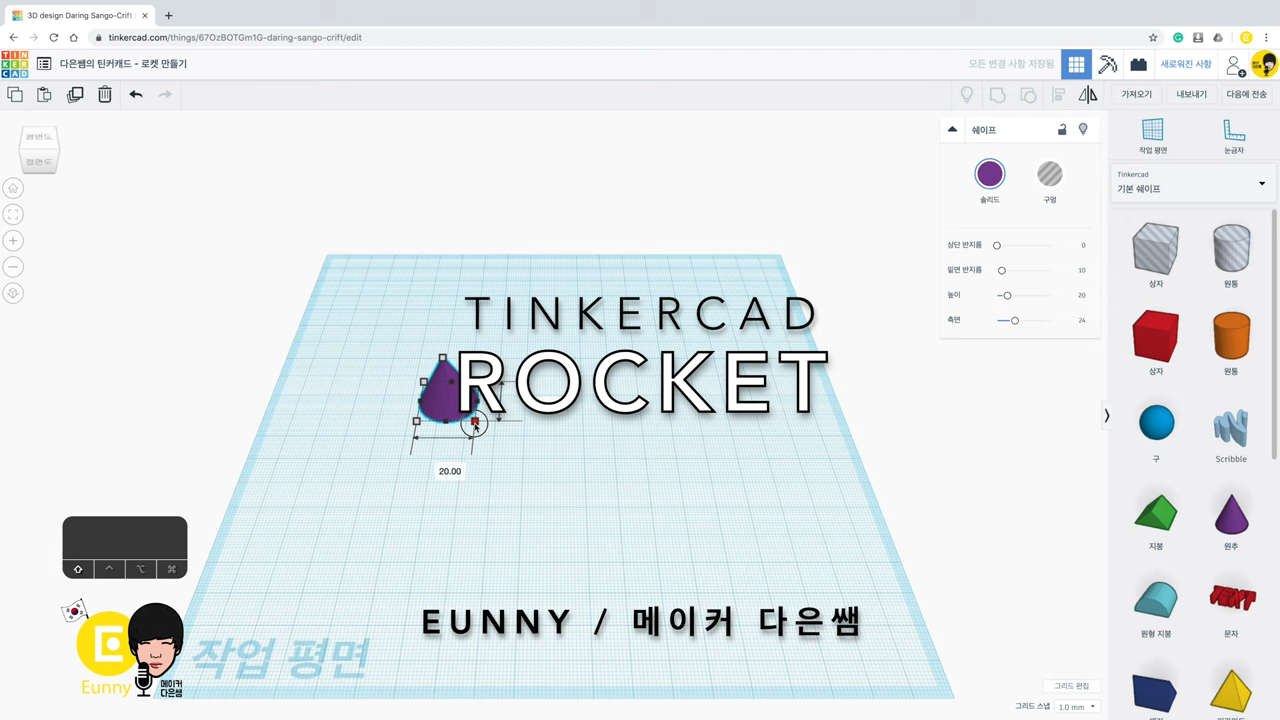 3D design Daring Sango-Crift
tinkercad.com/things/67OzBOTGm1G-daring-sango-crift/edit
TIN
KER
CAD
다은쌤의 틴커캐드 - 로켓 만들기
모든 변경 사항 저장됨
새로워진 사항
가져오기
내보내기
다음에 전송
평면도
쉐이프
솔리드
구멍
상단 반지름 0
밑면 반지름 10
높이 20
측면 24
작업 평면
눈금자
Tinkercad
기본 쉐이프
상자
원통
상자
원통
구
Scribble
지붕
원추
원형 지붕
문자
TINKERCAD
ROCKET
20.00
EUNNY / 메이커 다은쌤
작업 평면
E
Eunny
메이커
다은쌤
그리드 편집
그리드 스냅 1.0 mm